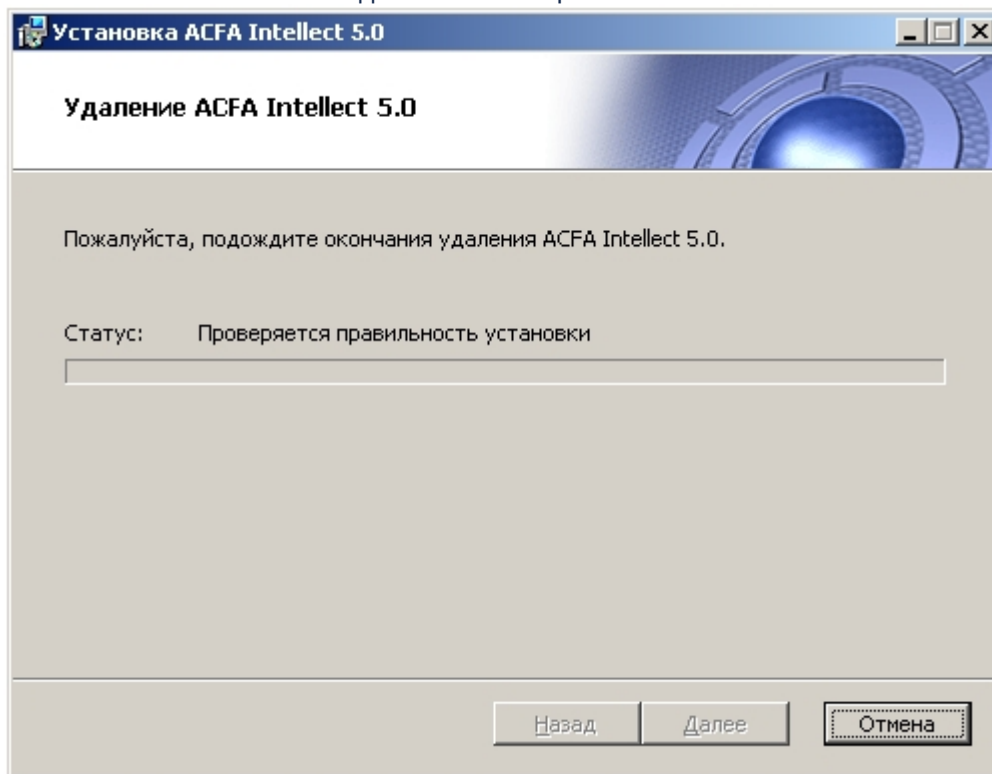 Установка ACFA Intellect 5.0
Удаление ACFA Intellect 5.0
Пожалуйста, подождите окончания удаления ACFA Intellect 5.0.
Статус: Проверяется правильность установки
Назад Далее Отмена